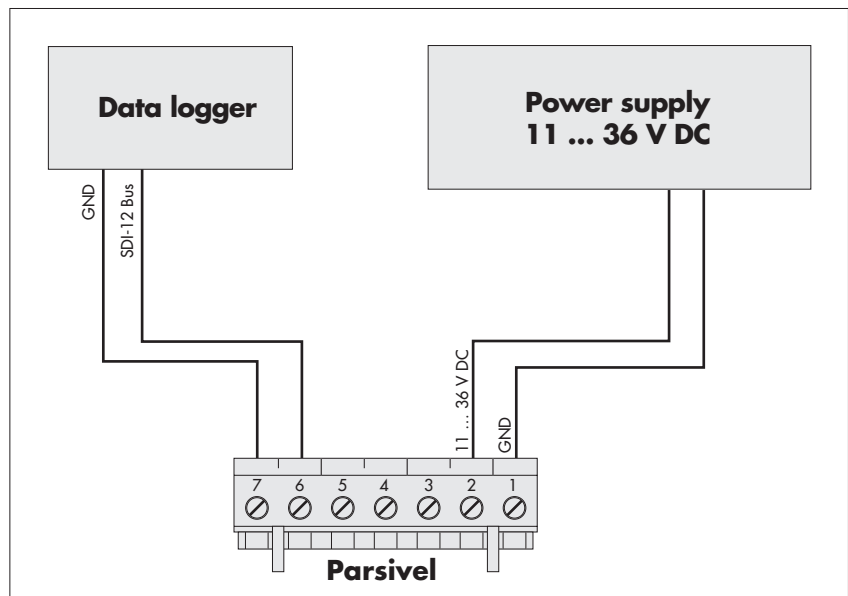 Data logger
Power supply
11 ... 36 V DC
GND
SDI-12 Bus
11 ... 36 V DC
GND
7 6 5 4 3 2 1
Parsivel